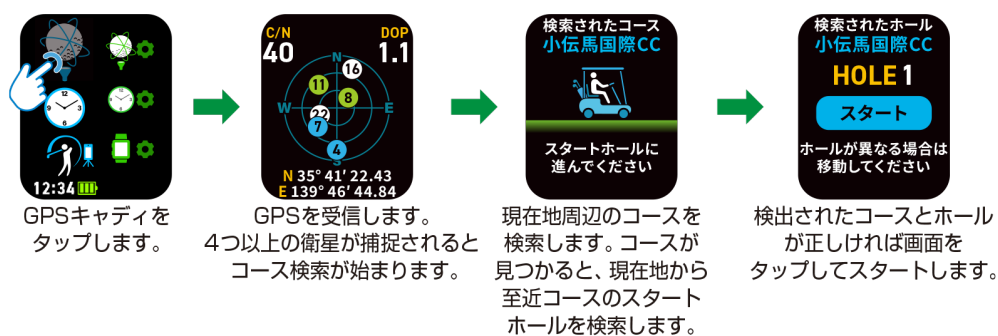 12:34
GPSキャディを
タップします。
C/N
DOP
40
1.1
N
16
11
8
W
E
22
7
4
S
N 35° 41′ 22.43
E 139° 46′ 44.84
GPSを受信します。
4つ以上の衛星が捕捉されると
コース検索が始まります。
検索されたコース
小伝馬国際CC
スタートホールに
進んでください
現在地周辺のコースを
検索します。コースが
見つかると、現在地から
至近コースのスタート
ホールを検索します。
検索されたホール
小伝馬国際CC
HOLE 1
スタート
ホールが異なる場合は
移動してください
検出されたコースとホール
が正しければ画面を
タップしてスタートします。